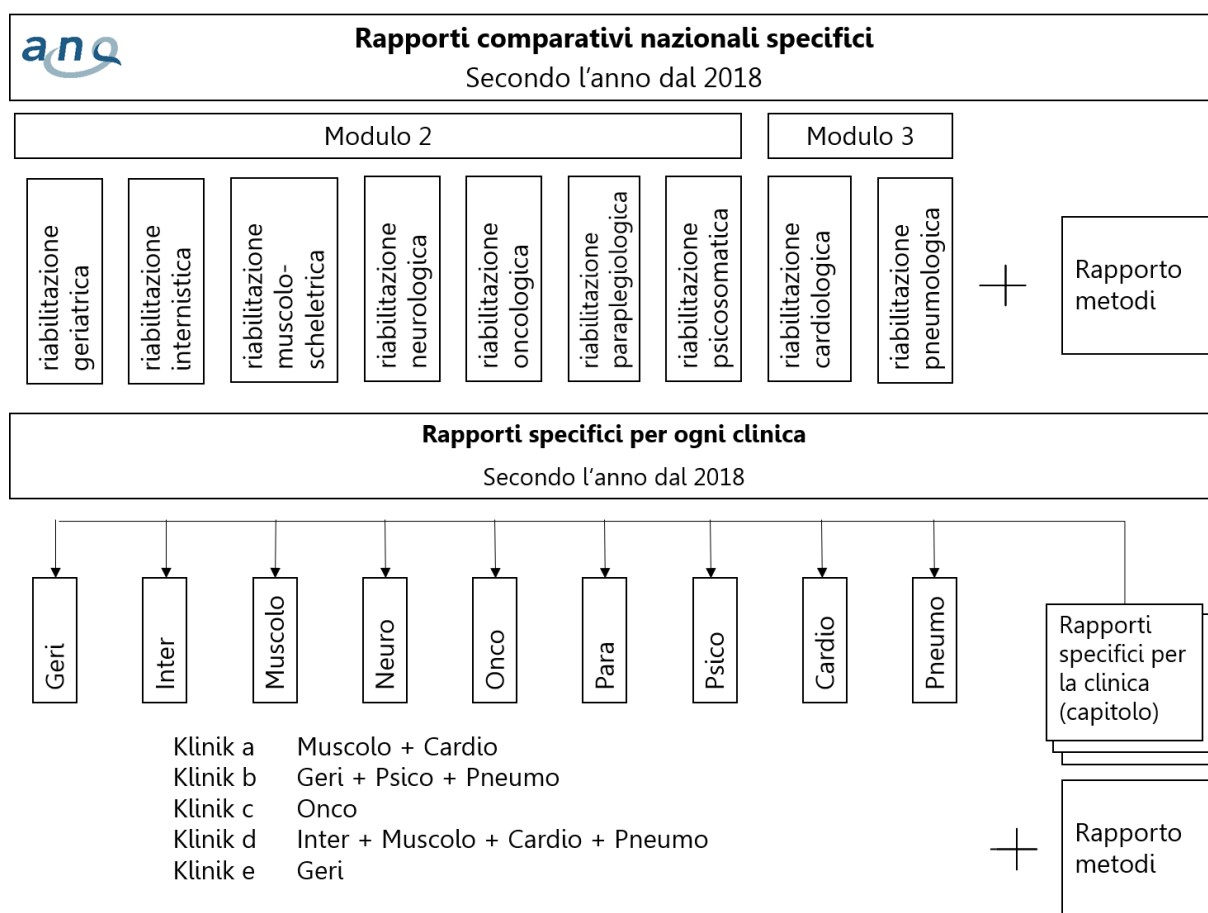 anq
Rapporti comparativi nazionali specifici
Secondo l'anno dal 2018
Modulo 2
Modulo 3
riabilitazione
geriatrica
riabilitazione
internistica
riabilitazione
muscolo-
scheletrica
riabilitazione
neurologica
riabilitazione
oncologica
riabilitazione
paraplegiologica
riabilitazione
psicosomatica
riabilitazione
cardiologica
riabilitazione
pneumologica
+
Rapporto
metodi
Rapporti specifici per ogni clinica
Secondo l'anno dal 2018
Geri
Inter
Muscolo
Neuro
Onco
Para
Psico
Cardio
Pneumo
Rapporti
specifici per
la clinica
(capitolo)
Klinik a Muscolo + Cardio
Klinik b Geri + Psico + Pneumo
Klinik c Onco
Klinik d Inter + Muscolo + Cardio + Pneumo
Klinik e Geri
+
Rapporto
metodi